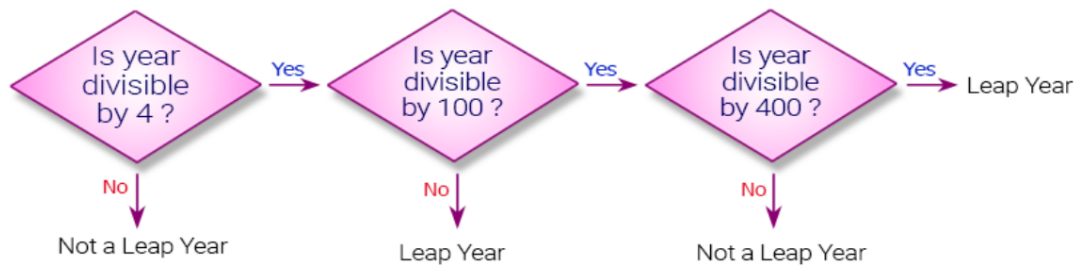 Is year
divisible
by 4 ?
Yes
Is year
divisible
by 100 ?
Yes
Is year
divisible
by 400 ?
Yes
Leap Year
No
No
No
Not a Leap Year
Leap Year
Not a Leap Year